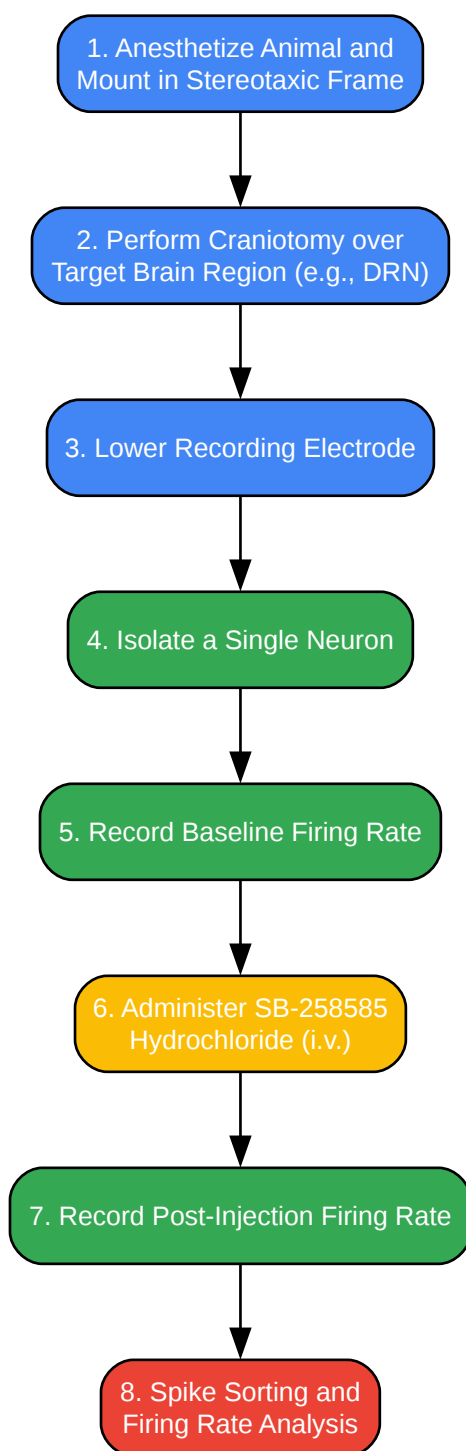 1. Anesthetize Animal and
Mount in Stereotaxic Frame
2. Perform Craniotomy over
Target Brain Region (e.g., DRN)
3. Lower Recording Electrode
4. Isolate a Single Neuron
5. Record Baseline Firing Rate
6. Administer SB-258585
Hydrochloride (i.v.)
7. Record Post-Injection Firing Rate
8. Spike Sorting and
Firing Rate Analysis